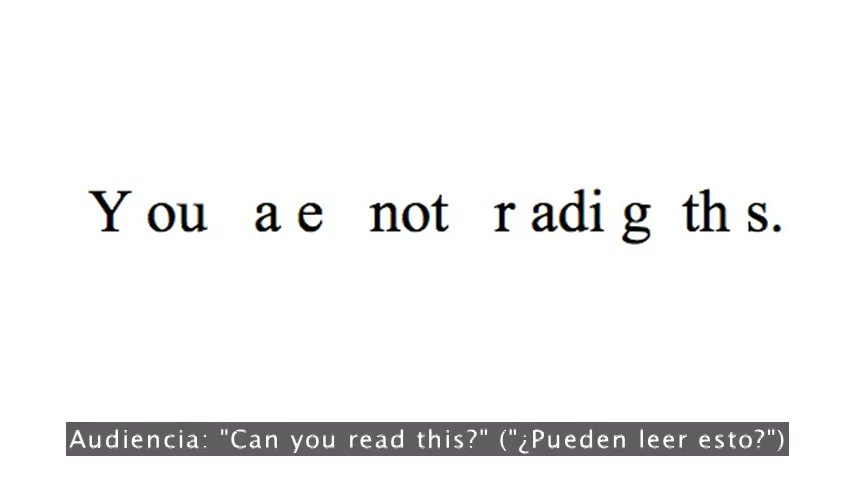 Y ou a e not r adi g th s.
Audiencia: "Can you read this?" ("¿Pueden leer esto?")